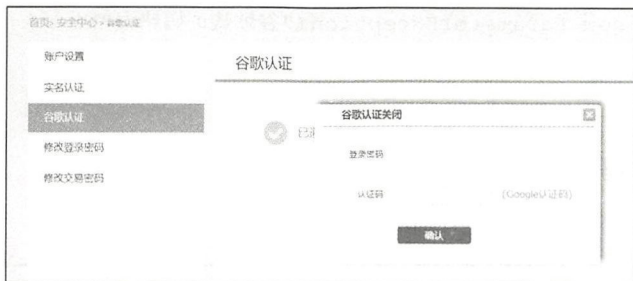 首页›安全中心›谷歌认证
账户设置
实名认证
谷歌认证
修改登录密码
修改交易密码
谷歌认证
已通
谷歌认证关闭
登录密码
认证码
(Google认证码)
确认